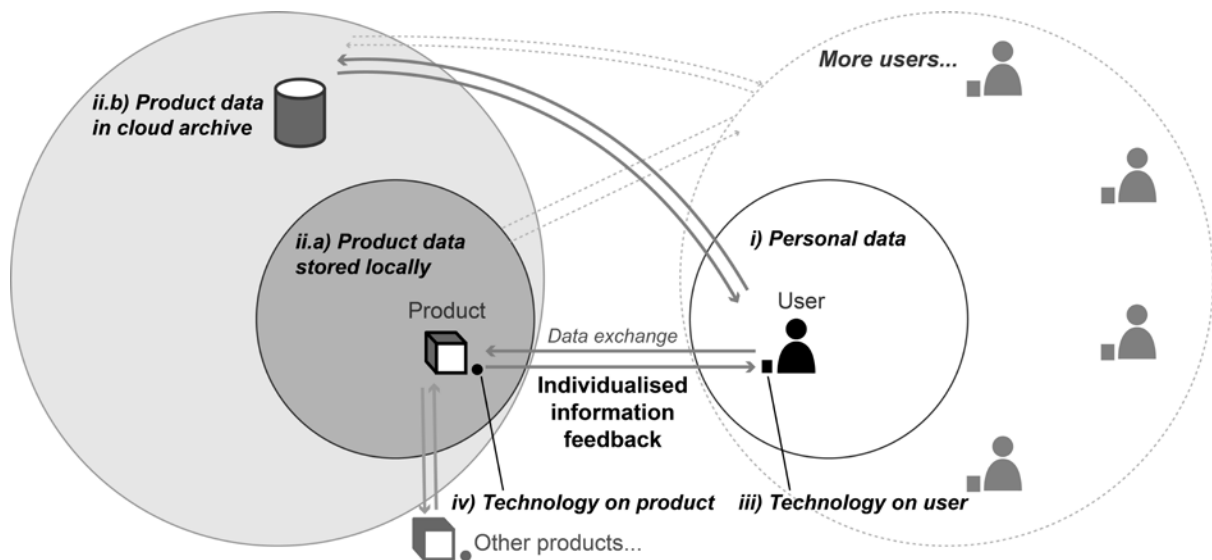 More users...
ii.b) Product data
in cloud archive
ii.a) Product data
stored locally
i) Personal data
Product
User
Data exchange
Individualised
information
feedback
iv) Technology on product
iii) Technology on user
Other products...